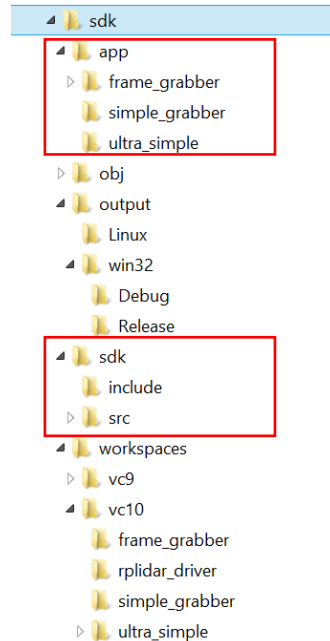 sdk
app
frame_grabber
simple_grabber
ultra_simple
obj
output
Linux
win32
Debug
Release
sdk
include
src
workspaces
vc9
vc10
frame_grabber
rplidar_driver
simple_grabber
ultra_simple